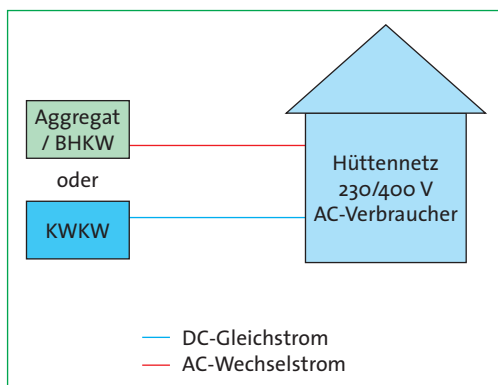 Aggregat
/ BHKW
oder
KWKW
Hüttennetz
230/400 V
AC-Verbraucher
DC-Gleichstrom
AC-Wechselstrom